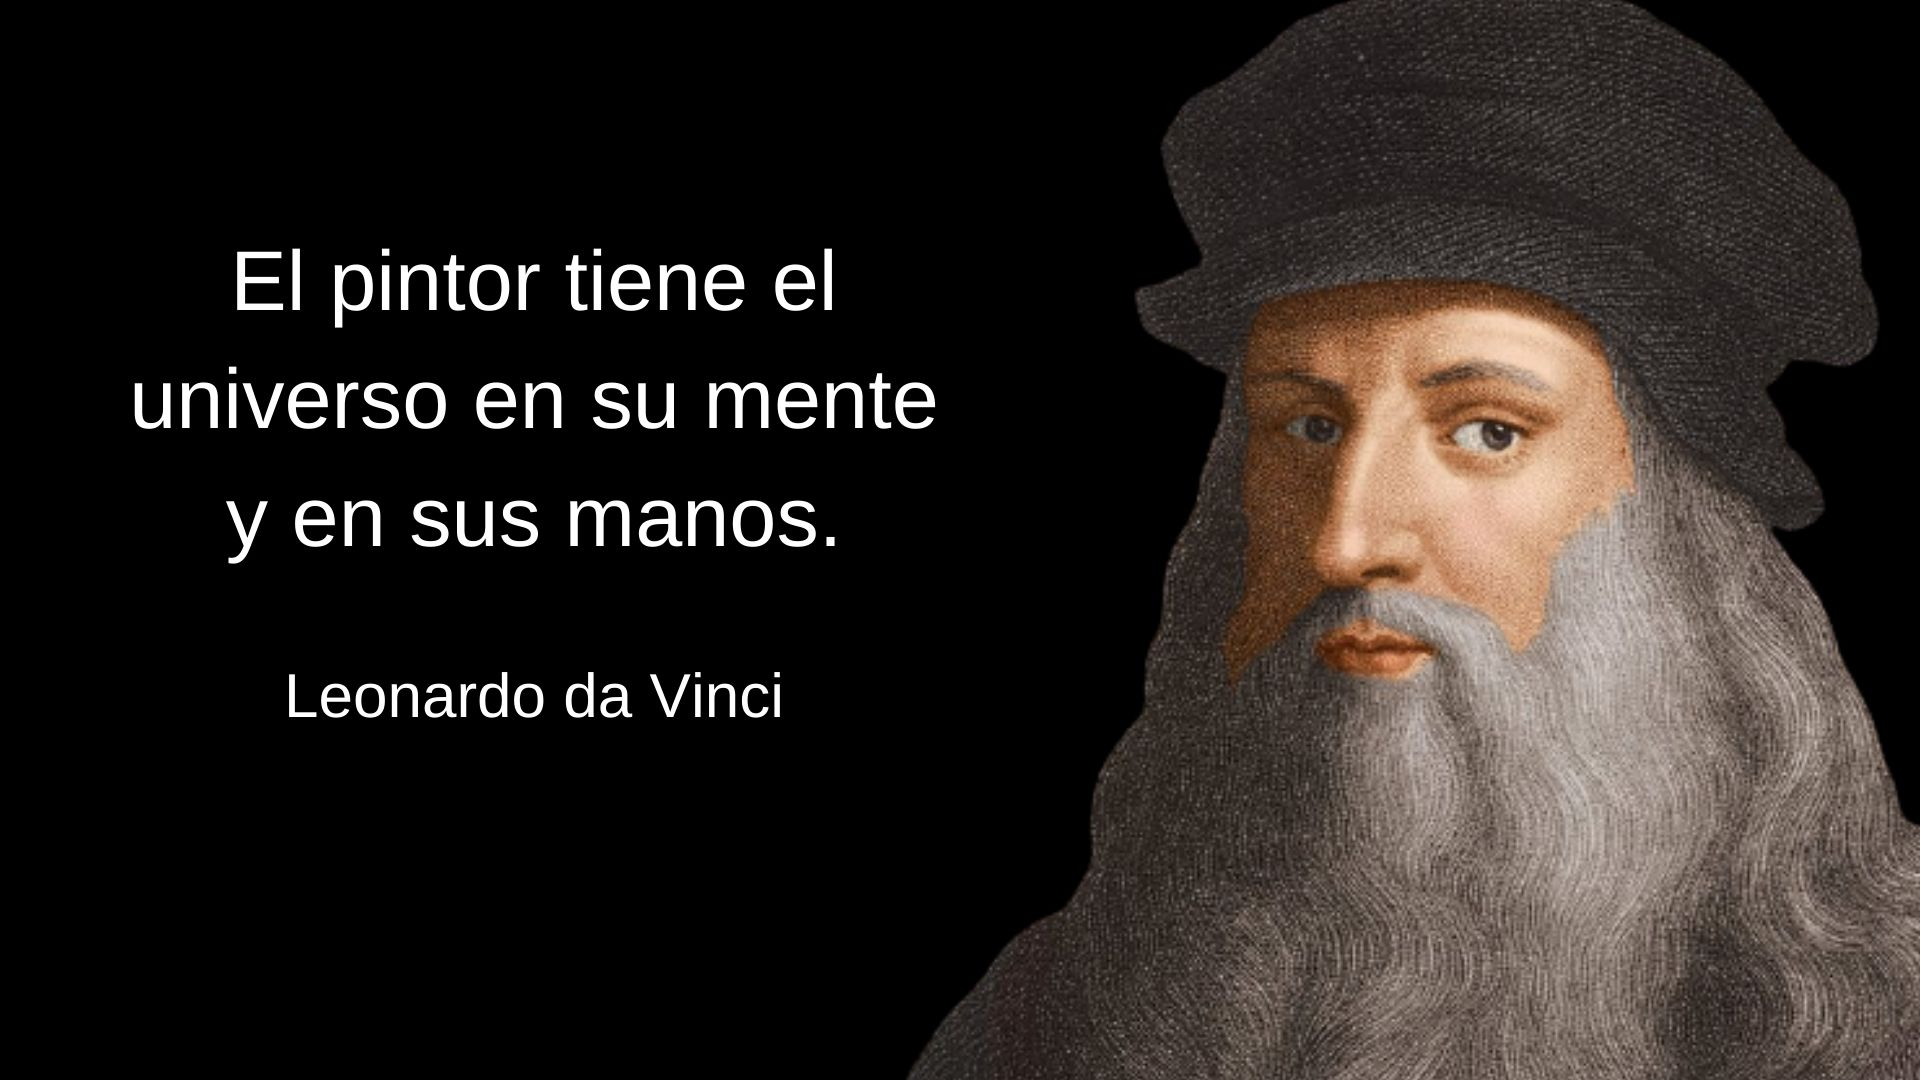 El pintor tiene el
universo en su mente
y en sus manos.
Leonardo da Vinci